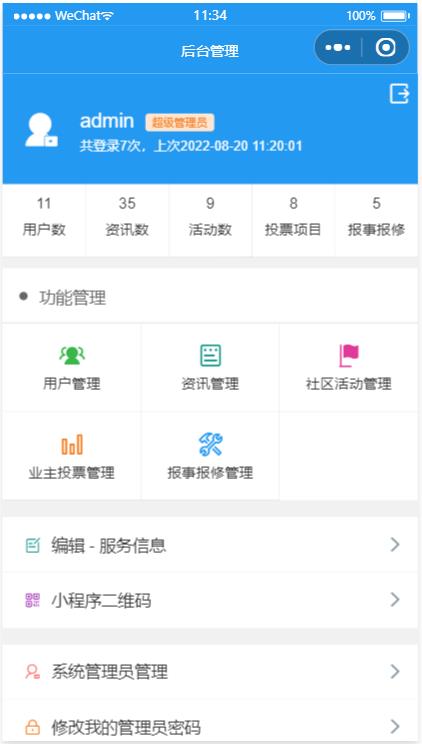 WeChat 11:34 100%
后台管理
admin 超级管理员
共登录7次，上次2022-08-20 11:20:01
11 35 9 8 5
用户数 资讯数 活动数 投票项目 报事报修
功能管理
用户管理 资讯管理 社区活动管理
业主投票管理 报事报修管理
编辑 - 服务信息
小程序二维码
系统管理员管理
修改我的管理员密码